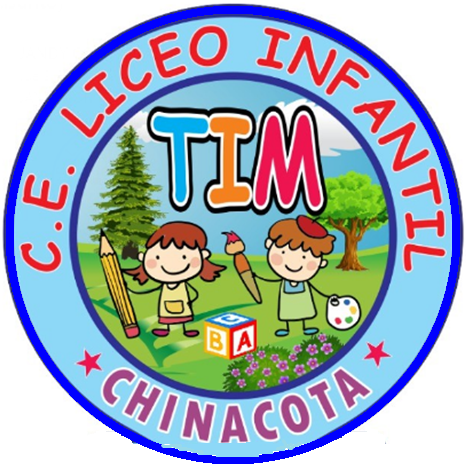 C.E. LICEO INFANTIL
TIM
C
B A
CHINACOTA